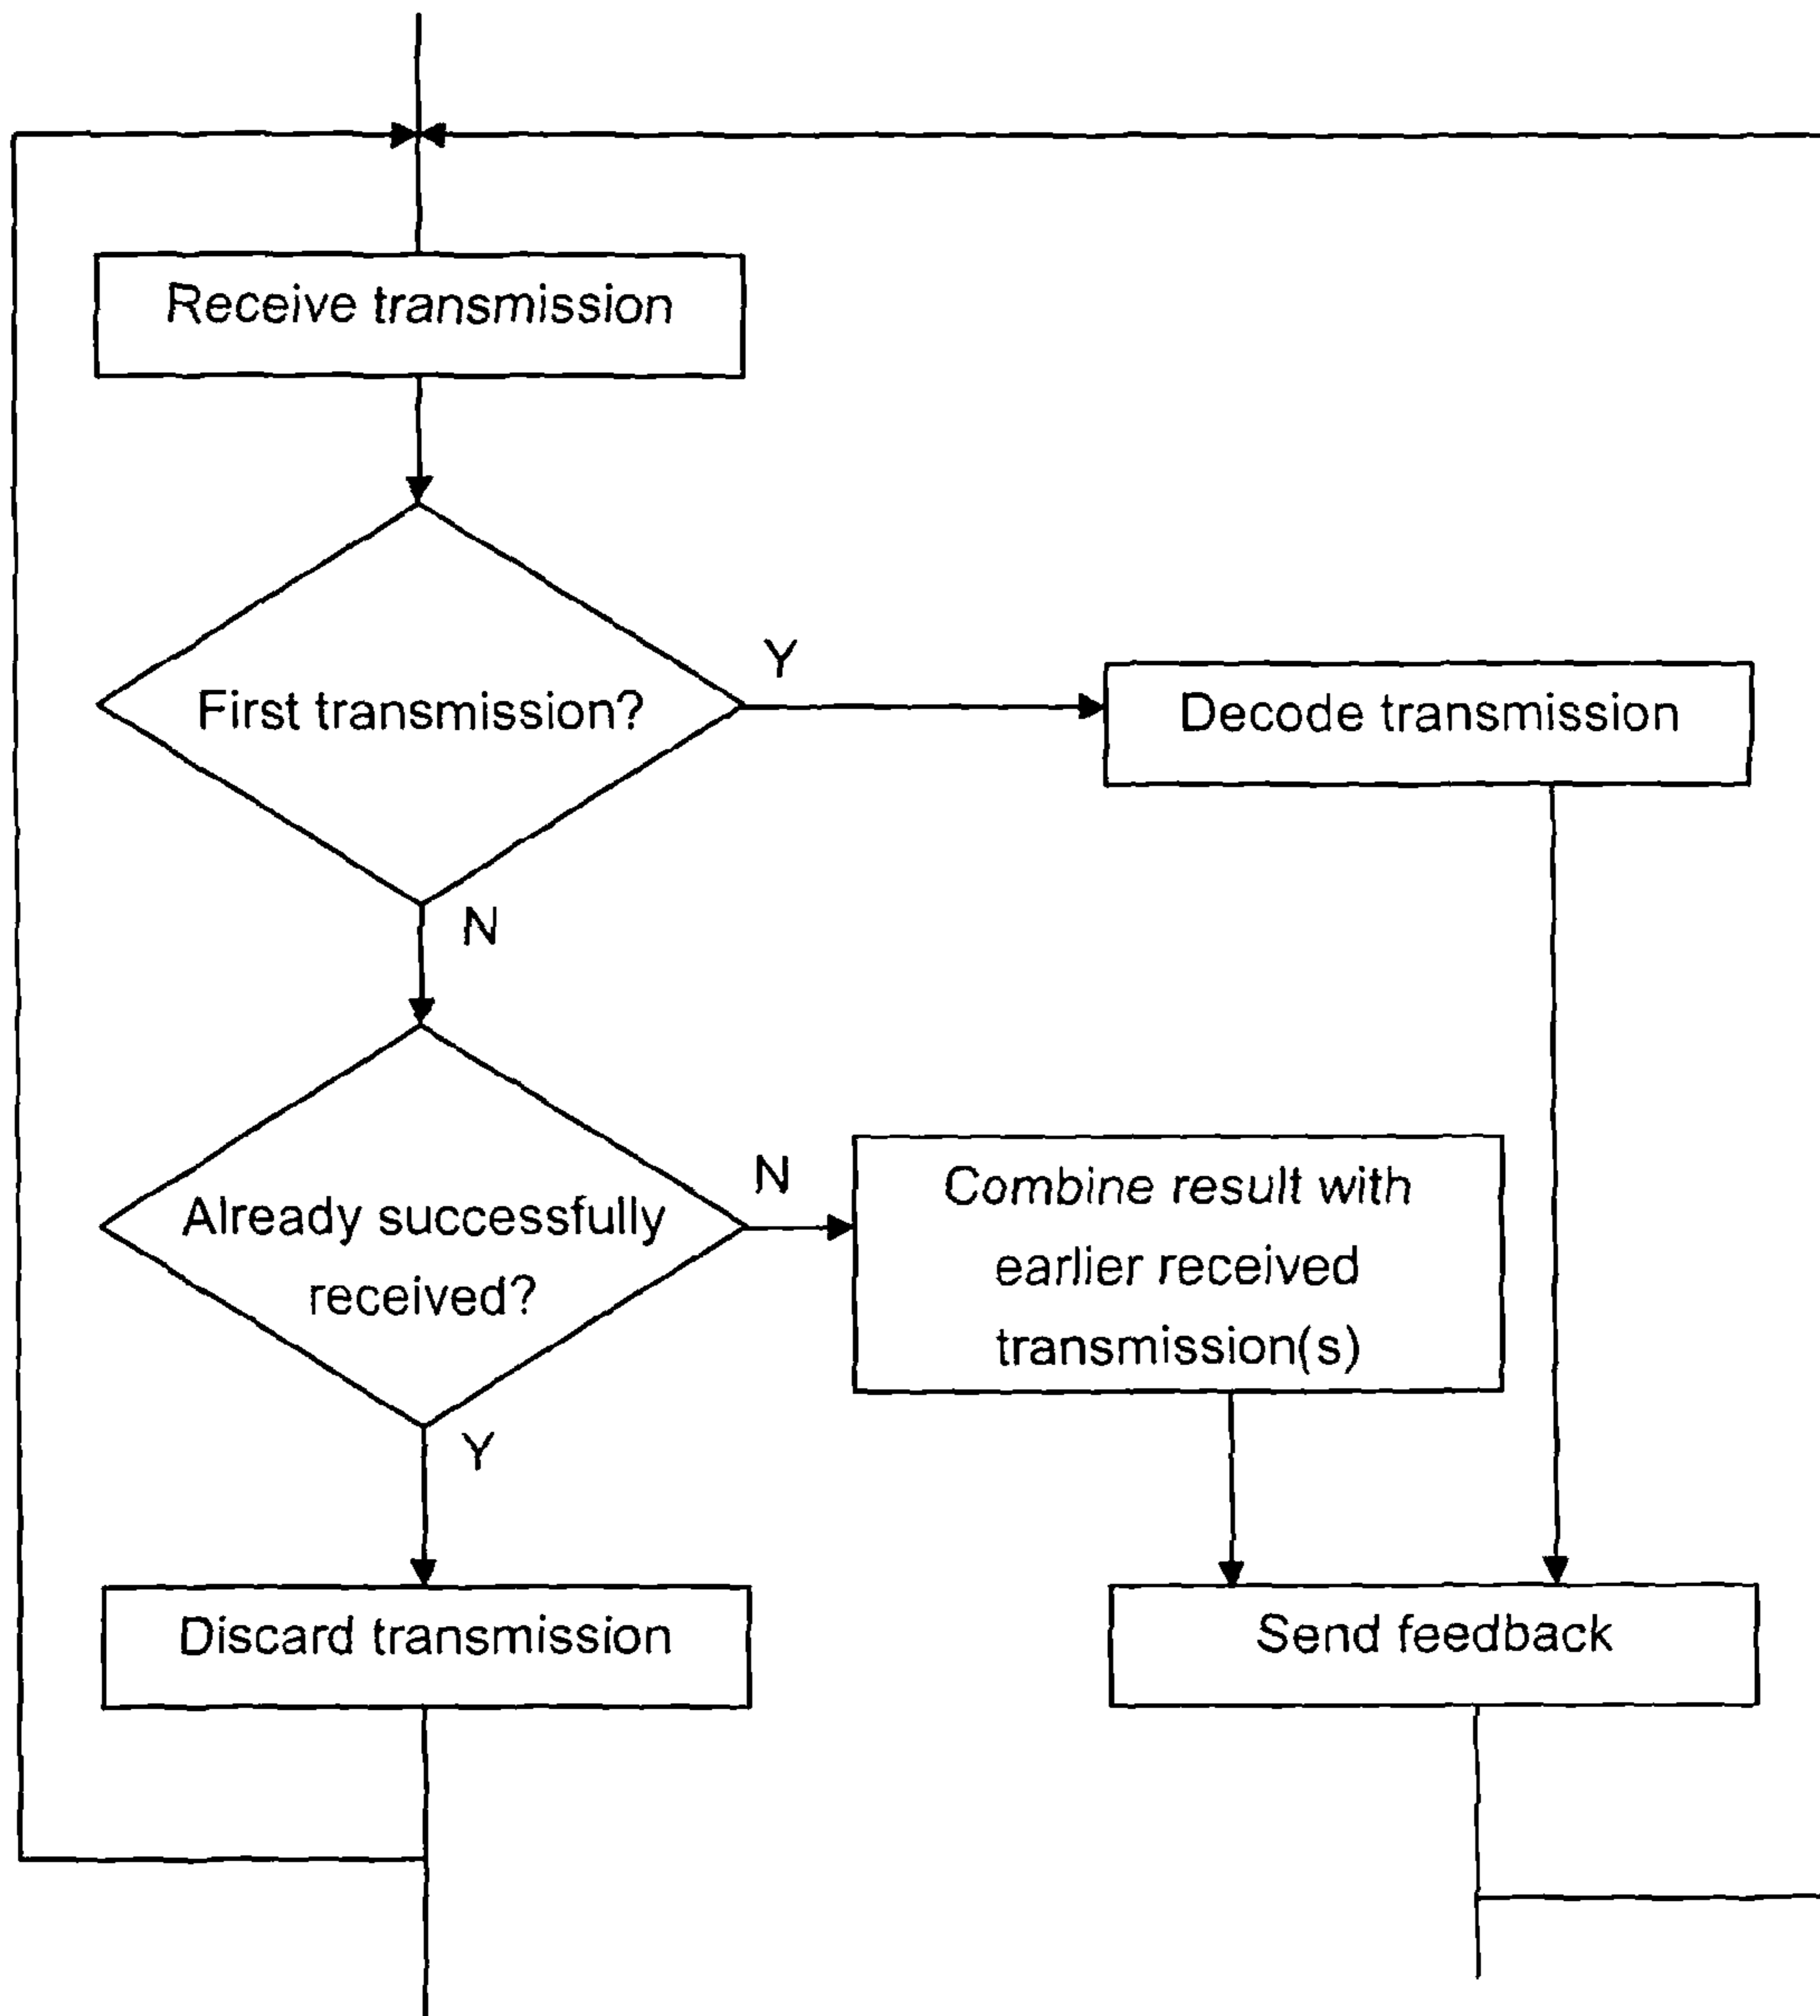 Receive transmission
First transmission?
Y
Decode transmission
N
Already successfully
received?
N
Combine result with
earlier received
transmission(s)
Y
Discard transmission
Send feedback